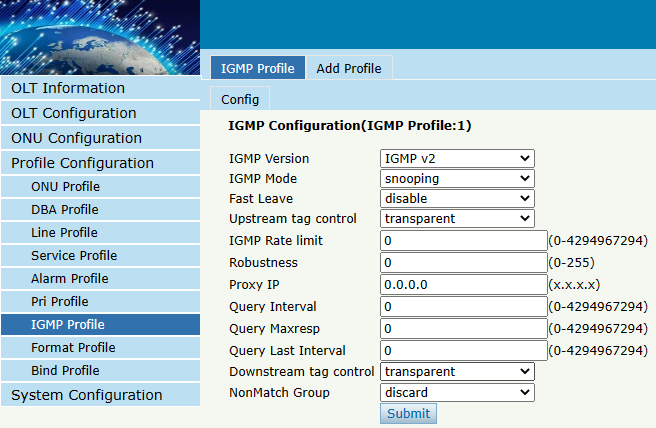 IGMP Profile Add Profile
Config
OLT Information
OLT Configuration
ONU Configuration
Profile Configuration
ONU Profile
DBA Profile
Line Profile
Service Profile
Alarm Profile
Pri Profile
IGMP Profile
Format Profile
Bind Profile
System Configuration
IGMP Configuration(IGMP Profile:1)
IGMP Version IGMP v2
IGMP Mode snooping
Fast Leave disable
Upstream tag control transparent
IGMP Rate limit 0 (0-4294967294)
Robustness 0 (0-255)
Proxy IP 0.0.0.0 (x.x.x.x)
Query Interval 0 (0-4294967294)
Query Maxresp 0 (0-4294967294)
Query Last Interval 0 (0-4294967294)
Downstream tag control transparent
NonMatch Group discard
Submit